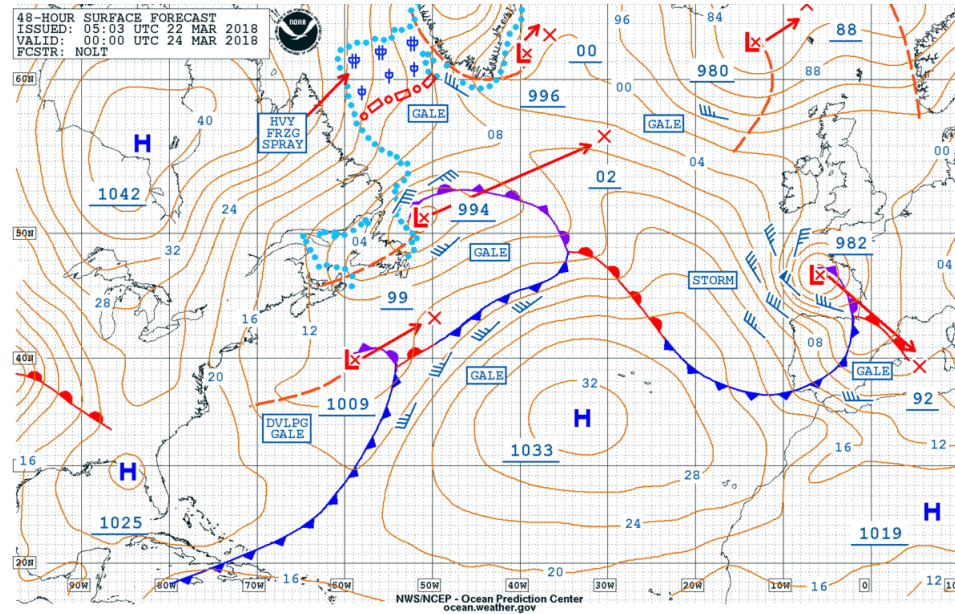 48-HOUR SURFACE FORECAST
ISSUED: 05:03 UTC 22 MAR 2018
VALID: 00:00 UTC 24 MAR 2018
FCSTR: NOLT
NOAA
96
84
L
00
L
88
980
60N
88
996
00
HVY
FRZG
SPRAY
GALE
08
GALE
40
H
04
00
1042
02
24
994
L
50N
04
982
32
GALE
L
04
STORM
28
99
16
12
08
40N
L
20
GALE
GALE
32
1009
92
DVLPG
GALE
H
16
12
1033
16
H
28
H
1025
24
1019
20N
20
16
16
12
80W
70W
60W
50W
40W
30W
20W
10W
0
10
90W
NWS/NCEP - Ocean Prediction Center
ocean.weather.gov